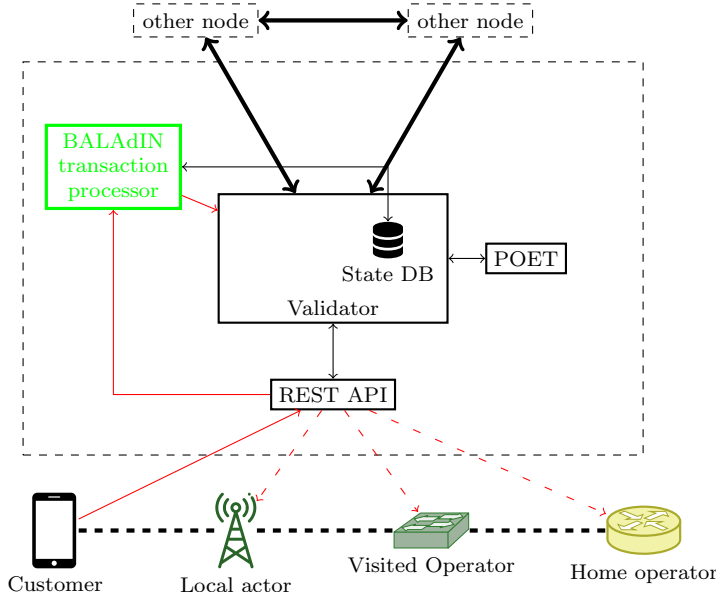 other node
other node
BALAdIN
transaction
processor
State DB
POET
Validator
REST API
Customer
Local actor
Visited Operator
Home operator